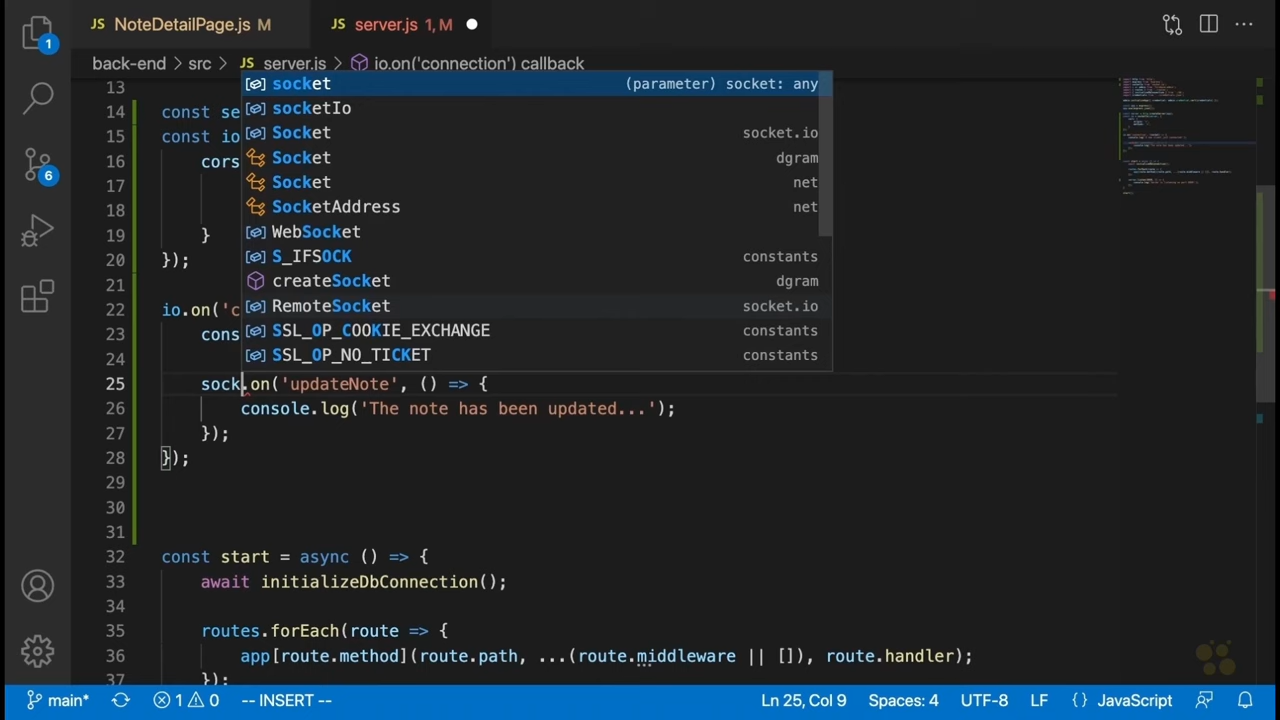 JS NoteDetailPage.js M
JS server.js 1, M
back-end > src > JS server.js > io.on('connection') callback
13
14 const se
15 const io
16 cors
17
18
19 }
20 });
21
22 io.on('c
23 cons
24
25 sock.on('updateNote', () => {
26 console.log('The note has been updated...');
27 });
28 });
29
30
31
32 const start = async () => {
33 await initializeDbConnection();
34
35 routes.forEach(route => {
36 app[route.method](route.path, ...(route.middleware || []), route.handler);
37 });
socket (parameter) socket: any
socketIo
Socket socket.io
Socket dgram
Socket net
SocketAddress net
WebSocket
S_IFSOCK constants
createSocket dgram
RemoteSocket socket.io
SSL_OP_COOKIE_EXCHANGE constants
SSL_OP_NO_TICKET constants
1
6
main* 1 0 -- INSERT -- Ln 25, Col 9 Spaces: 4 UTF-8 LF {} JavaScript